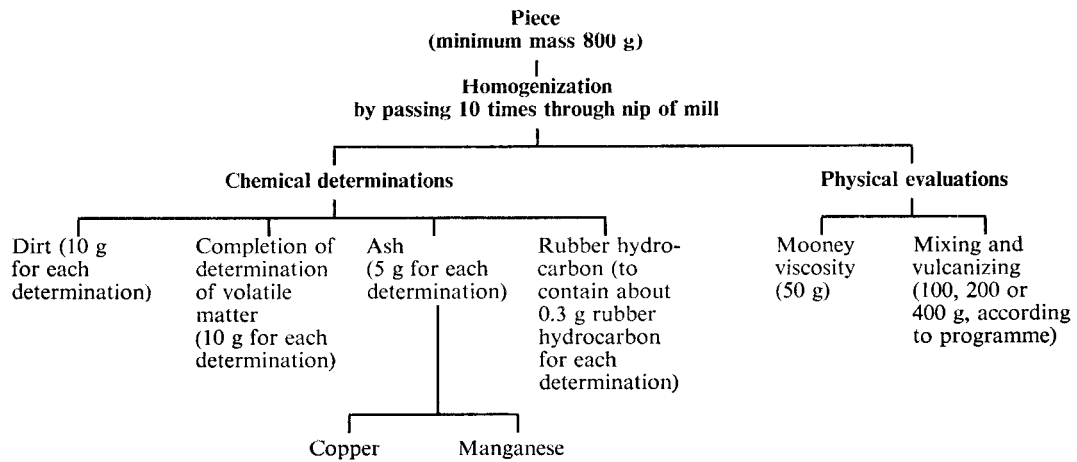 Piece
(minimum mass 800 g)
Homogenization
by passing 10 times through nip of mill
Chemical determinations
Physical evaluations
Dirt (10 g
for each
determination)
Completion of
determination
of volatile
matter
(10 g for each
determination)
Ash
(5 g for each
determination)
Rubber hydro-
carbon (to
contain about
0.3 g rubber
hydrocarbon
for each
determination)
Mooney
viscosity
(50 g)
Mixing and
vulcanizing
(100, 200 or
400 g, according
to programme)
Copper
Manganese